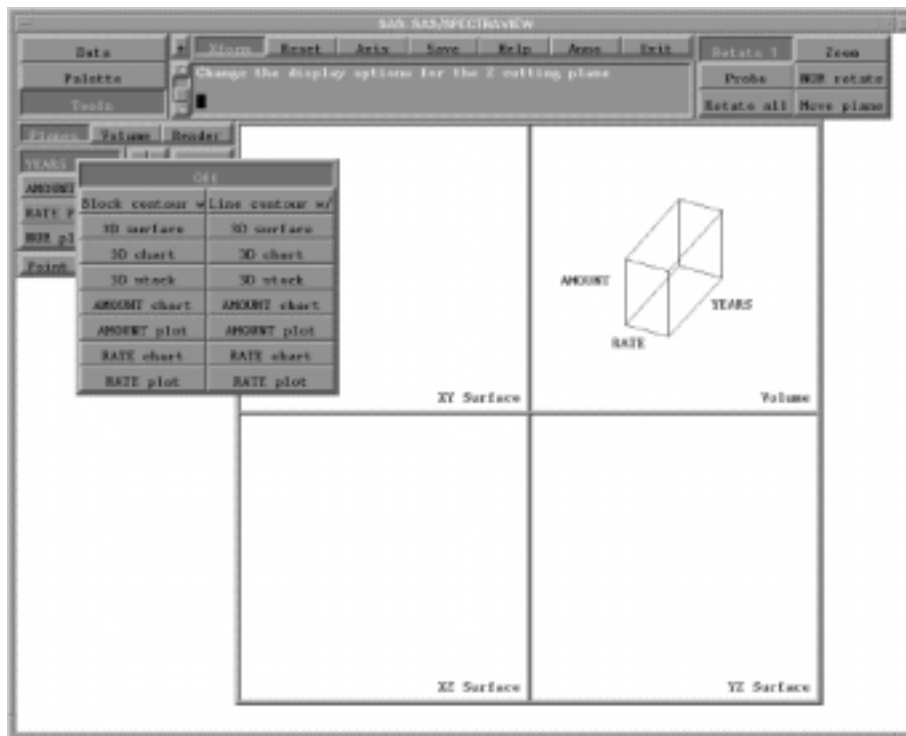 SAS: SAS/SPECTRAVIEW
Data
Palette
Tools
Xform Reset Axis Save Help Anno Exit
Change the display options for the Z cutting plane
Rotate 1 Zoom
Probe NOR rotate
Rotate all Move plane
Planes Volume Render
YEARS
AMOUNT
RATE P
NOR pl
Point
Off
Block contour w Line contour w/
3D surface 3D surface
3D chart 3D chart
3D stack 3D stack
AMOUNT chart AMOUNT chart
AMOUNT plot AMOUNT plot
RATE chart RATE chart
RATE plot RATE plot
AMOUNT
YEARS
RATE
XY Surface
Volume
XZ Surface
YZ Surface